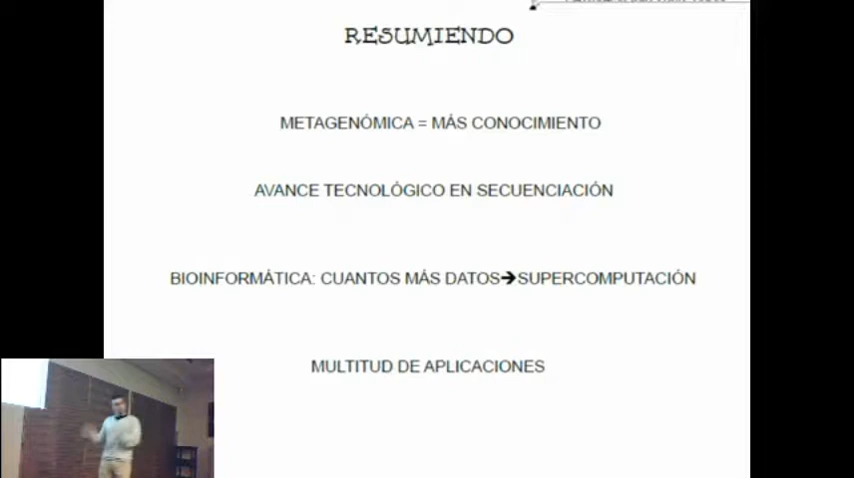 RESUMIENDO
METAGENÓMICA = MÁS CONOCIMIENTO
AVANCE TECNOLÓGICO EN SECUENCIACIÓN
BIOINFORMÁTICA: CUANTOS MÁS DATOS➔SUPERCOMPUTACIÓN
MULTITUD DE APLICACIONES